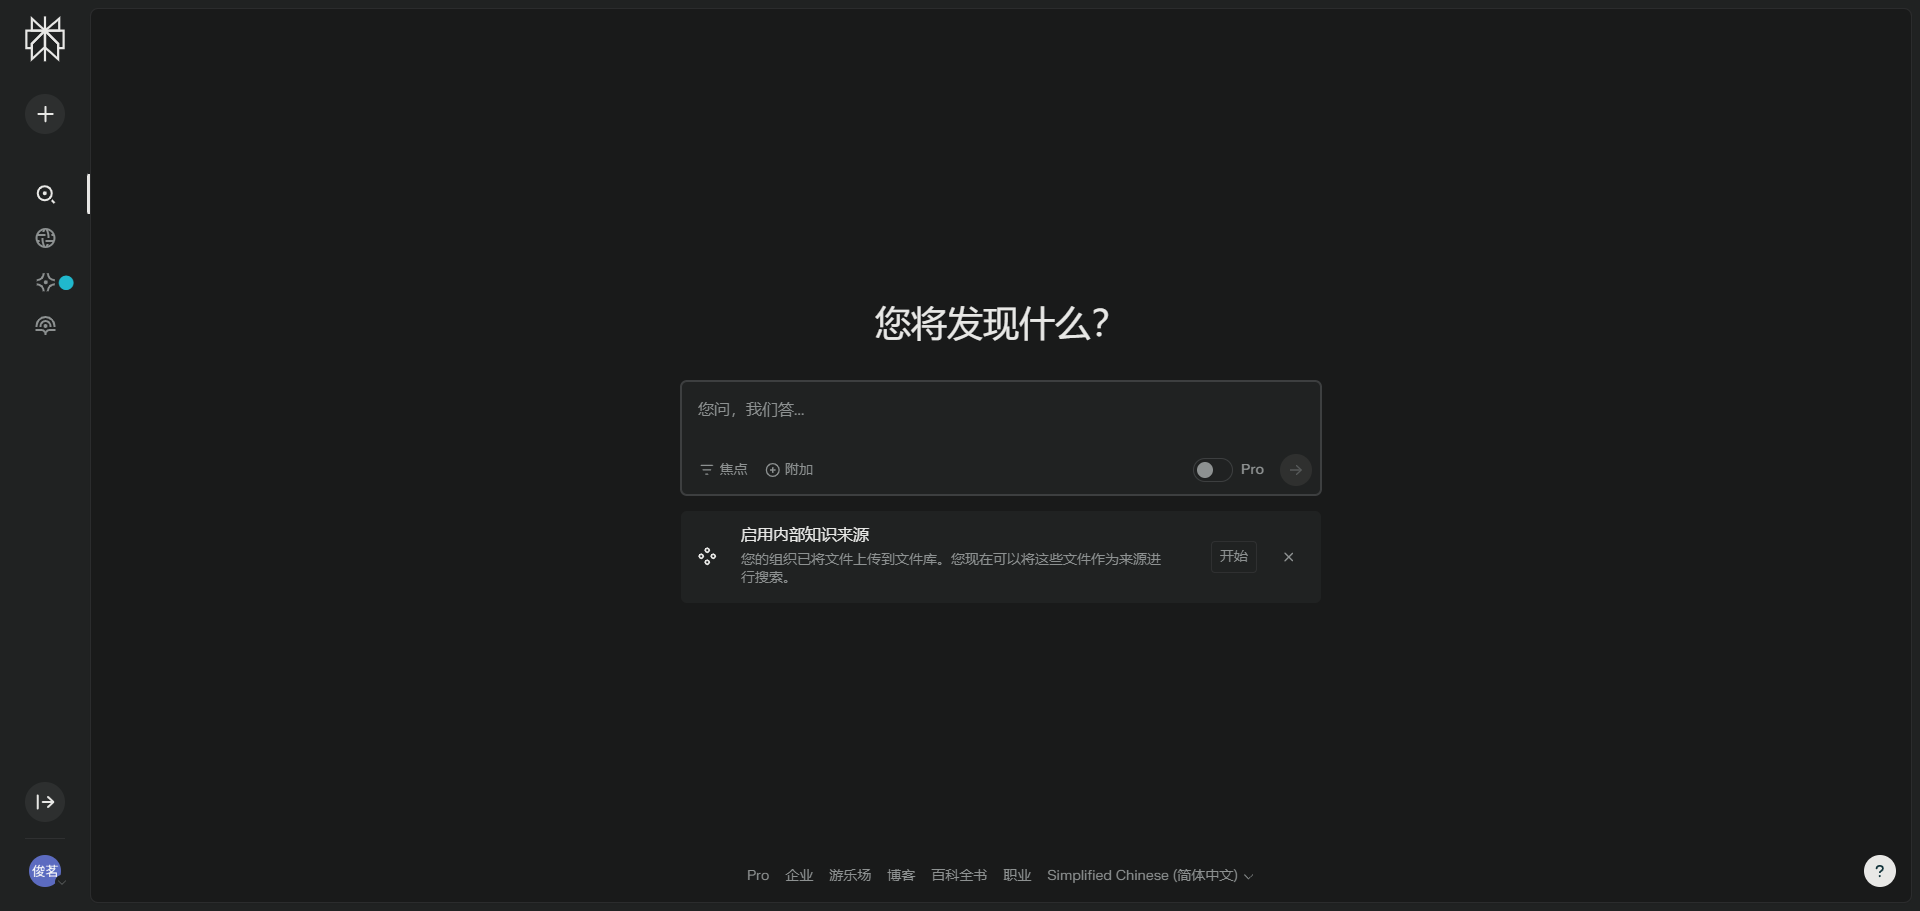 您将发现什么？
您问，我们答...
焦点 附加 Pro
启用内部知识来源
您的组织已将文件上传到文件库。您现在可以将这些文件作为来源进
行搜索。
开始
俊茗
Pro 企业 游乐场 博客 百科全书 职业 Simplified Chinese (简体中文)
?